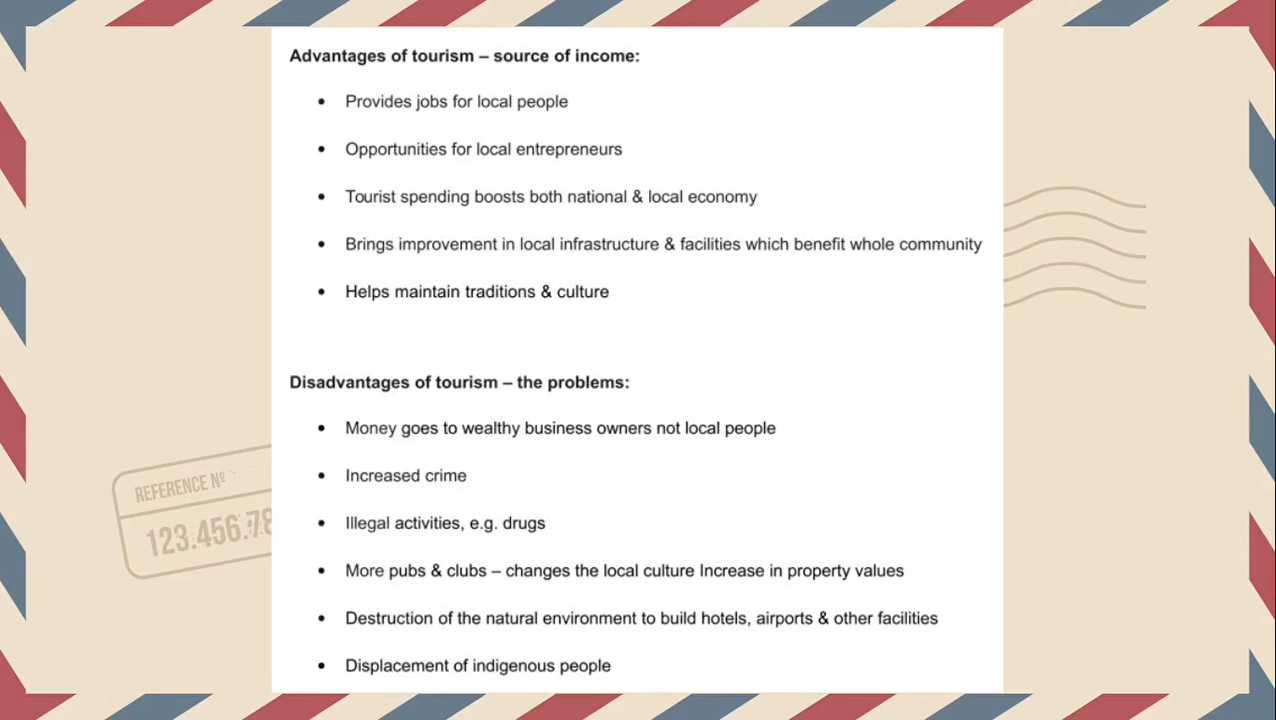 Advantages of tourism – source of income:
• Provides jobs for local people
• Opportunities for local entrepreneurs
• Tourist spending boosts both national & local economy
• Brings improvement in local infrastructure & facilities which benefit whole community
• Helps maintain traditions & culture
Disadvantages of tourism – the problems:
• Money goes to wealthy business owners not local people
• Increased crime
• Illegal activities, e.g. drugs
• More pubs & clubs – changes the local culture Increase in property values
• Destruction of the natural environment to build hotels, airports & other facilities
• Displacement of indigenous people
REFERENCE Nº
123.456.78